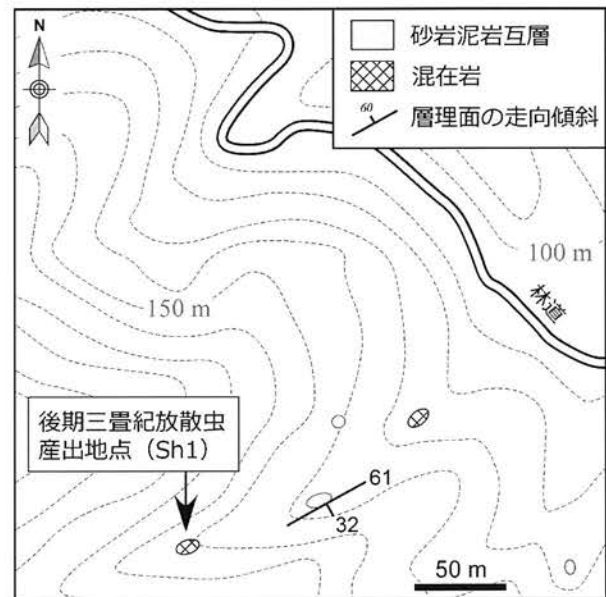 N
砂岩泥岩互層
混在岩
60
層理面の走向傾斜
100 m
150 m
林道
後期三畳紀放散虫
産出地点（Sh1）
61
32
50 m